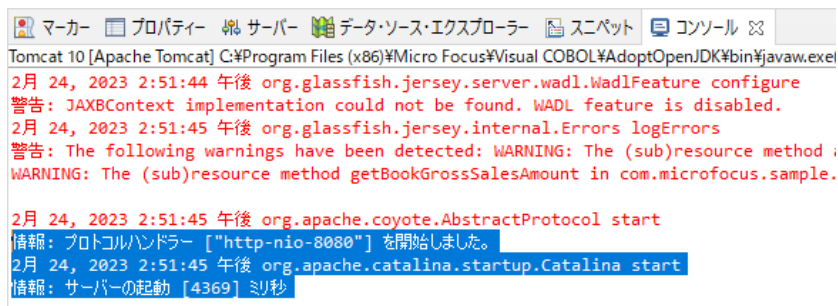 マーカー プロパティー サーバー データ・ソース・エクスプローラー スニペット コンソール
Tomcat 10 [Apache Tomcat] C:¥Program Files (x86)¥Micro Focus¥Visual COBOL¥AdoptOpenJDK¥bin¥javaw.exe(
2月 24, 2023 2:51:44 午後 org.glassfish.jersey.server.wadl.WadlFeature configure
警告: JAXBContext implementation could not be found. WADL feature is disabled.
2月 24, 2023 2:51:45 午後 org.glassfish.jersey.internal.Errors logErrors
警告: The following warnings have been detected: WARNING: The (sub)resource method
WARNING: The (sub)resource method getBookGrossSalesAmount in com.microfocus.sample.
2月 24, 2023 2:51:45 午後 org.apache.coyote.AbstractProtocol start
情報: プロトコルハンドラー ["http-nio-8080"] を開始しました。
2月 24, 2023 2:51:45 午後 org.apache.catalina.startup.Catalina start
情報: サーバーの起動 [4369] ミリ秒